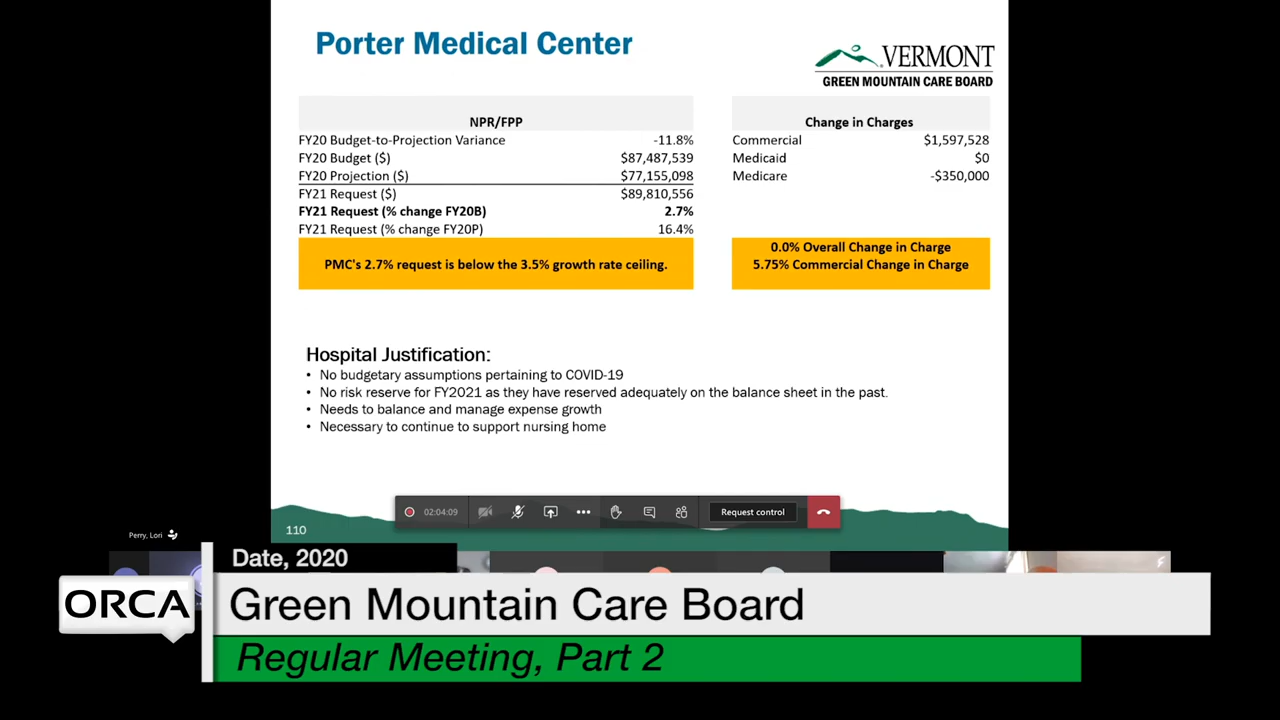 Porter Medical Center
VERMONT
GREEN MOUNTAIN CARE BOARD
NPR/FPP
FY20 Budget-to-Projection Variance -11.8%
FY20 Budget ($) $87,487,539
FY20 Projection ($) $77,155,098
FY21 Request ($) $89,810,556
FY21 Request (% change FY20B) 2.7%
FY21 Request (% change FY20P) 16.4%
PMC's 2.7% request is below the 3.5% growth rate ceiling.
Change in Charges
Commercial $1,597,528
Medicaid $0
Medicare -$350,000
0.0% Overall Change in Charge
5.75% Commercial Change in Charge
Hospital Justification:
• No budgetary assumptions pertaining to COVID-19
• No risk reserve for FY2021 as they have reserved adequately on the balance sheet in the past.
• Needs to balance and manage expense growth
• Necessary to continue to support nursing home
02:04:09
Request control
110
Perry, Lori
Date, 2020
ORCA
Green Mountain Care Board
Regular Meeting, Part 2